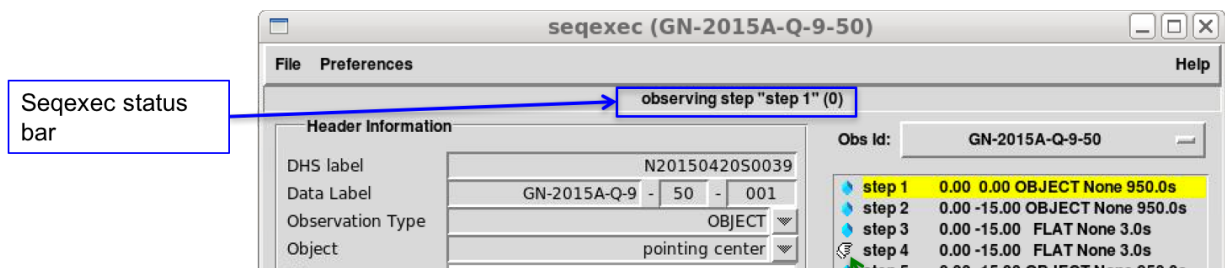 seqexec (GN-2015A-Q-9-50)
File Preferences Help
Seqexec status
bar
observing step "step 1" (0)
Header Information
DHS label N20150420S0039
Data Label GN-2015A-Q-9 - 50 - 001
Observation Type OBJECT
Object pointing center
Obs Id: GN-2015A-Q-9-50
step 1 0.00 0.00 OBJECT None 950.0s
step 2 0.00 -15.00 OBJECT None 950.0s
step 3 0.00 -15.00 FLAT None 3.0s
step 4 0.00 -15.00 FLAT None 3.0s